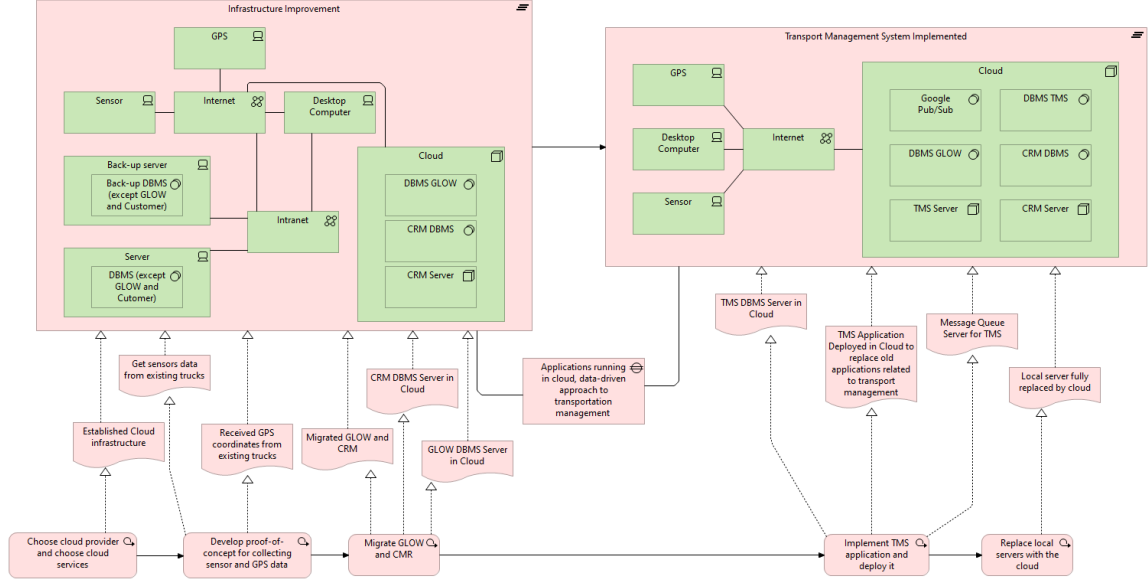 Infrastructure Improvement
GPS
Sensor
Internet
Desktop
Computer
Back-up server
Back-up DBMS
(except GLOW
and Customer)
Intranet
Server
DBMS (except
GLOW and
Cutomer)
Cloud
DBMS GLOW
CRM DBMS
CRM Server
Transport Management System Implemented
GPS
Desktop
Computer
Sensor
Internet
Cloud
Google
Pub/Sub
DBMS TMS
DBMS GLOW
CRM DBMS
TMS Server
CRM Server
Get sensors data
from existing trucks
Established Cloud
infrastructure
Received GPS
coordinates from
existing trucks
Migrated GLOW and
CRM
CRM DBMS Server in
Cloud
GLOW DBMS Server
in Cloud
Applications running
in cloud, data-driven
approach to
transportation
management
TMS DBMS Server in
Cloud
TMS Application
Deployed in Cloud to
replace old
applications related
to transport
management
Message Queue
Server for TMS
Local server fully
replaced by cloud
Choose cloud provider
and choose cloud
services
Develop proof-of-
concept for collecting
sensor and GPS data
Migrate GLOW
and CMR
Implement TMS
application and
deploy it
Replace local
servers with the
cloud